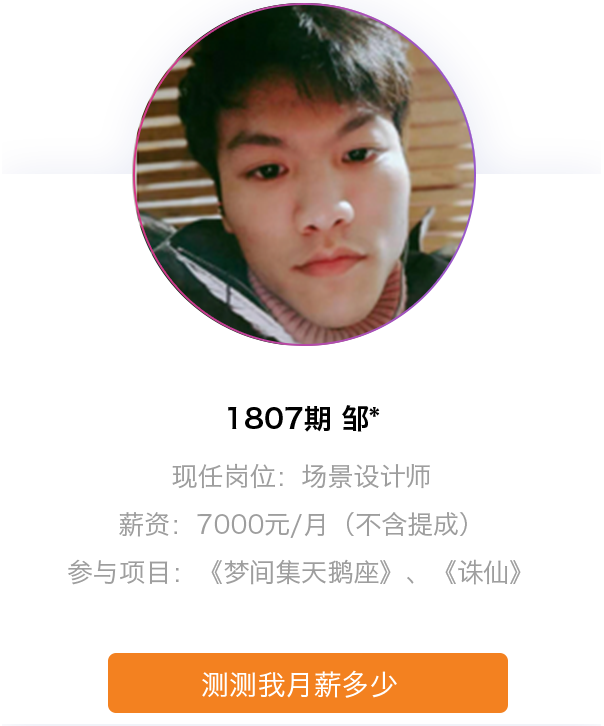 1807期 邹*
现任岗位：场景设计师
薪资：7000元/月（不含提成）
参与项目：《梦间集天鹅座》、《诛仙》
测测我月薪多少